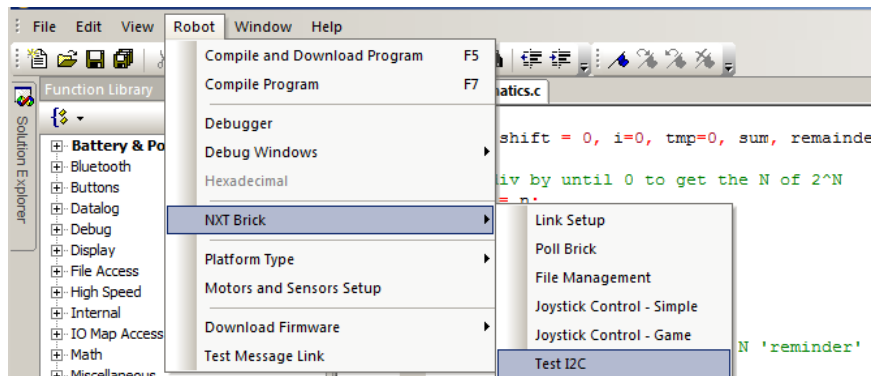 File Edit View Robot Window Help
Compile and Download Program F5
Compile Program F7
Debugger
Debug Windows
Hexadecimal
NXT Brick
Platform Type
Motors and Sensors Setup
Download Firmware
Test Message Link
Link Setup
Poll Brick
File Management
Joystick Control - Simple
Joystick Control - Game
Test I2C
Solution Explorer
Function Library
Battery & Po
Bluetooth
Buttons
Datalog
Debug
Display
File Access
High Speed
Internal
IO Map Access
Math
Miscellaneous
matics.c
shift = 0, i=0, tmp=0, sum, remainde
div by until 0 to get the N of 2^N
= n;
N 'reminder'